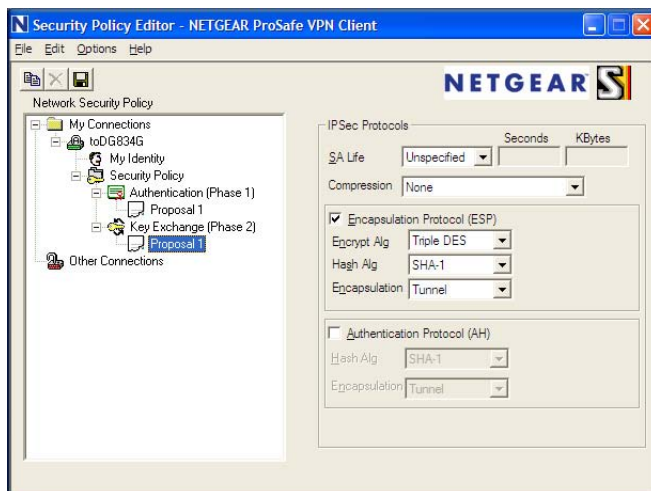 Security Policy Editor - NETGEAR ProSafe VPN Client
File Edit Options Help
NETGEAR
Network Security Policy
My Connections
toDG834G
My Identity
Security Policy
Authentication (Phase 1)
Proposal 1
Key Exchange (Phase 2)
Proposal 1
Other Connections
IPSec Protocols
Seconds KBytes
SA Life Unspecified
Compression None
Encapsulation Protocol (ESP)
Encrypt Alg Triple DES
Hash Alg SHA-1
Encapsulation Tunnel
Authentication Protocol (AH)
Hash Alg SHA-1
Encapsulation Tunnel